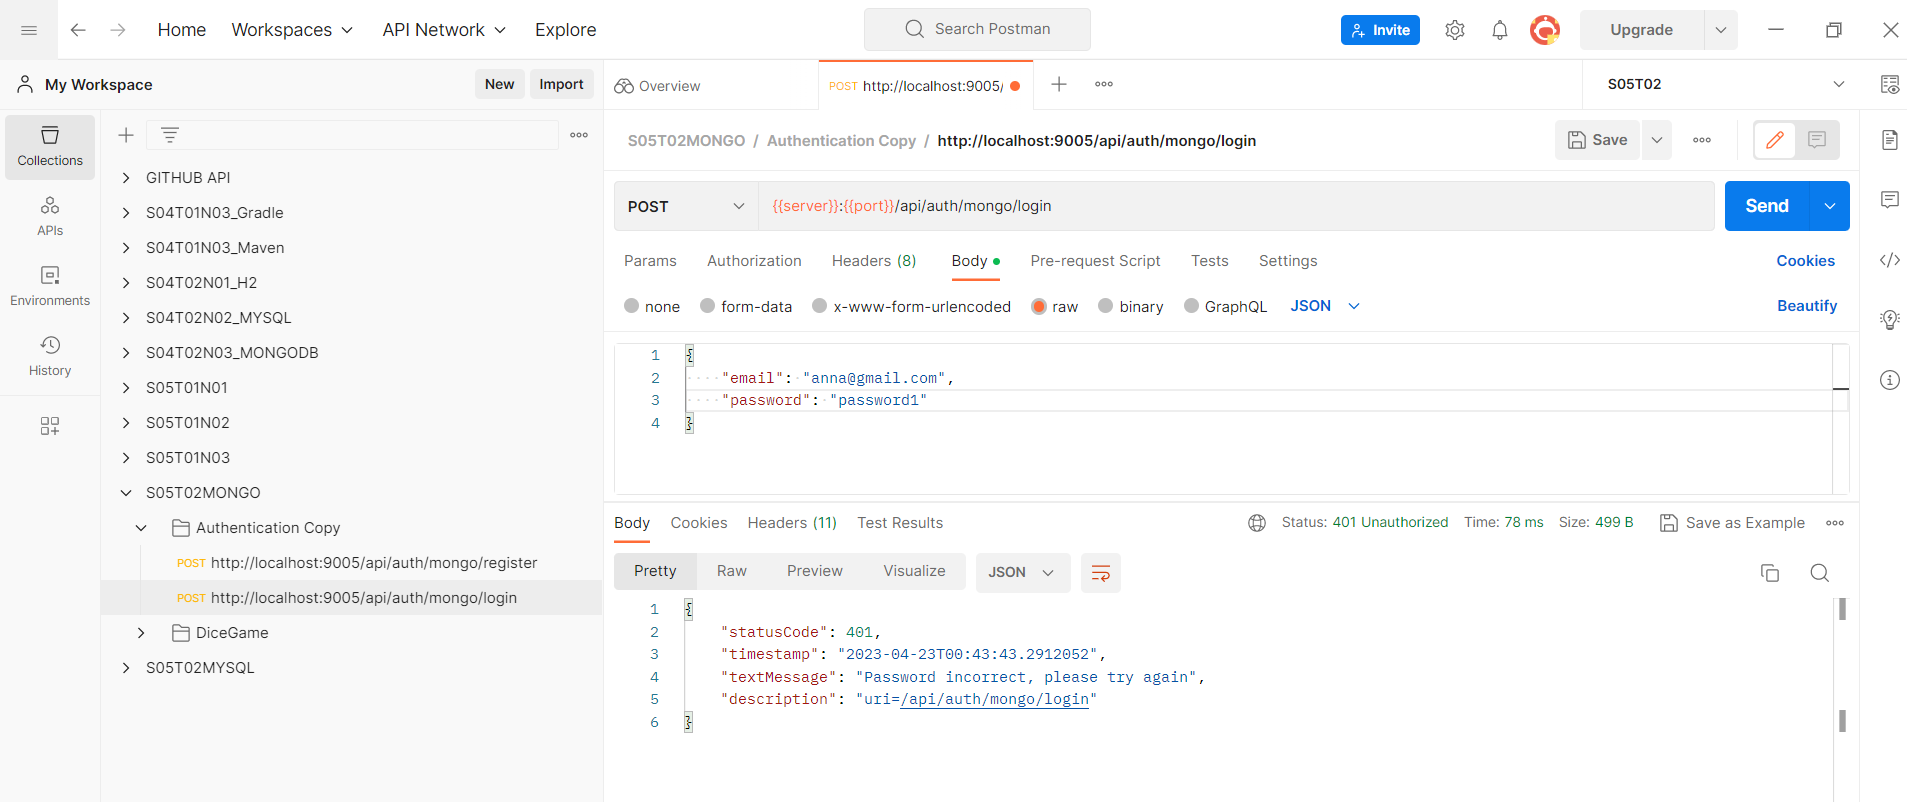 Home Workspaces API Network Explore Search Postman Invite Upgrade
My Workspace New Import
Overview POST http://localhost:9005/ S05T02
Collections
APIs
Environments
History
GITHUB API
S04T01N03_Gradle
S04T01N03_Maven
S04T02N01_H2
S04T02N02_MYSQL
S04T02N03_MONGODB
S05T01N01
S05T01N02
S05T01N03
S05T02MONGO
Authentication Copy
POST http://localhost:9005/api/auth/mongo/register
POST http://localhost:9005/api/auth/mongo/login
DiceGame
S05T02MYSQL
S05T02MONGO / Authentication Copy / http://localhost:9005/api/auth/mongo/login Save
POST {{server}}:{{port}}/api/auth/mongo/login Send
Params Authorization Headers (8) Body Pre-request Script Tests Settings Cookies
none form-data x-www-form-urlencoded raw binary GraphQL JSON Beautify
1 {
2 "email": "anna@gmail.com",
3 "password": "password1"
4 }
Body Cookies Headers (11) Test Results Status: 401 Unauthorized Time: 78 ms Size: 499 B Save as Example
Pretty Raw Preview Visualize JSON
1 {
2 "statusCode": 401,
3 "timestamp": "2023-04-23T00:43:43.2912052",
4 "textMessage": "Password incorrect, please try again",
5 "description": "uri=/api/auth/mongo/login"
6 }